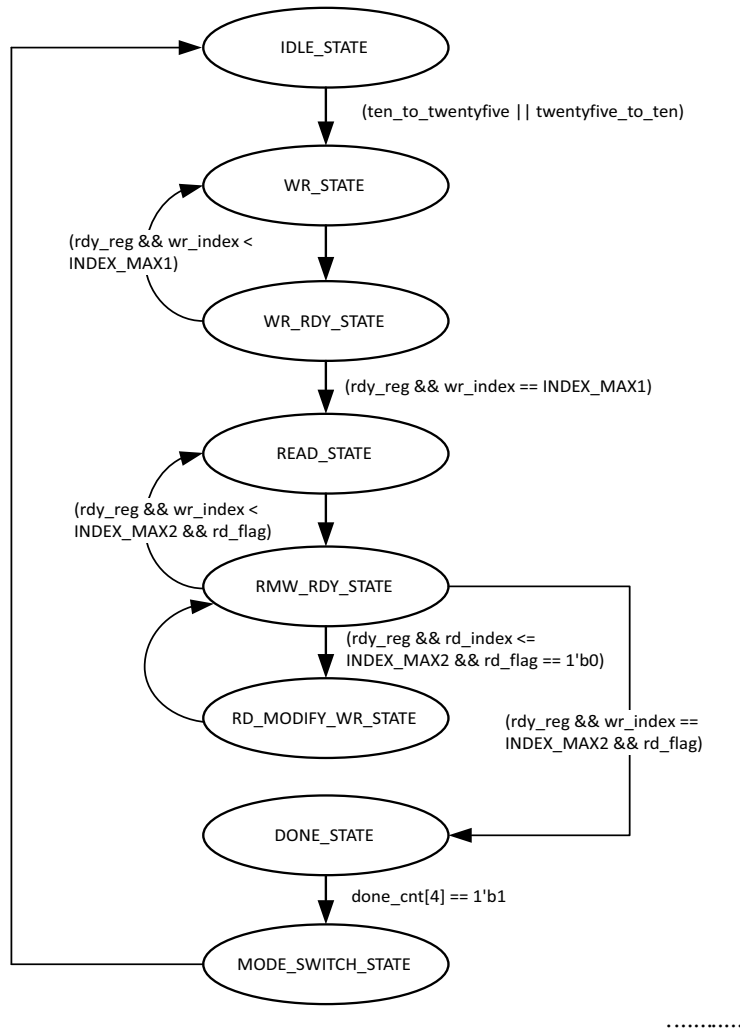 IDLE_STATE
(ten_to_twentyfive || twentyfive_to_ten)
WR_STATE
(rdy_reg && wr_index <
INDEX_MAX1)
WR_RDY_STATE
(rdy_reg && wr_index == INDEX_MAX1)
READ_STATE
(rdy_reg && wr_index <
INDEX_MAX2 && rd_flag)
RMW_RDY_STATE
(rdy_reg && rd_index <=
INDEX_MAX2 && rd_flag == 1'b0)
RD_MODIFY_WR_STATE
(rdy_reg && wr_index ==
INDEX_MAX2 && rd_flag)
DONE_STATE
done_cnt[4] == 1'b1
MODE_SWITCH_STATE